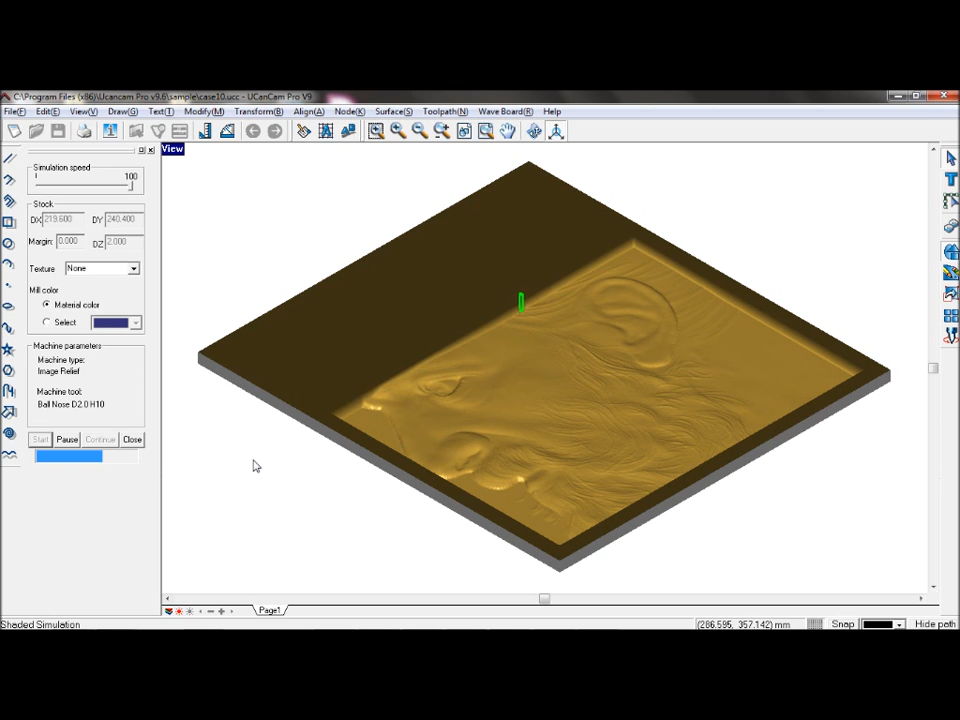 C:\Program Files (x86)\Ucancam Pro v9.6\sample\case10.ucc - UCanCam Pro V9
File(F) Edit(E) View(V) Draw(G) Text(T) Modify(M) Transform(B) Align(A) Node(K) Surface(S) Toolpath(N) Wave Board(R) Help
View
Simulation speed
100
Stock
DX 219.600 DY 240.400
Margin: 0.000 DZ 2.000
Texture None
Mill color
Material color
Select
Machine parameters
Machine type:
Image Relief
Machine tool:
Ball Nose D2.0 H10
Start Pause Continue Close
Page1
Shaded Simulation (286.595, 357.142) mm Snap Hide path